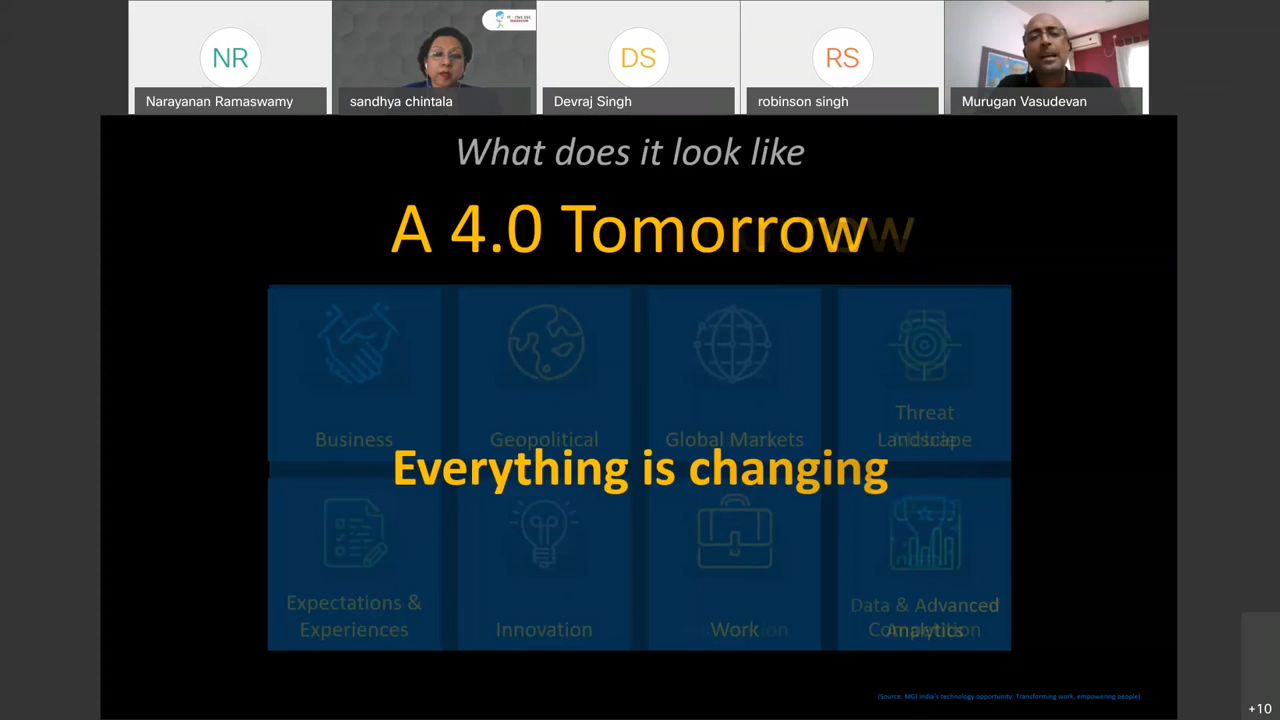 NR
DS
RS
Narayanan Ramaswamy
sandhya chintala
Devraj Singh
robinson singh
Murugan Vasudevan
What does it look like
A 4.0 Tomorrow
Business
Geopolitical
Global Markets
Threat
Landscape
Everything is changing
Expectations &
Experiences
Innovation
Work
Data & Advanced
Analytics
(Source: MGI India's technology opportunity: Transforming work, empowering people)
+10